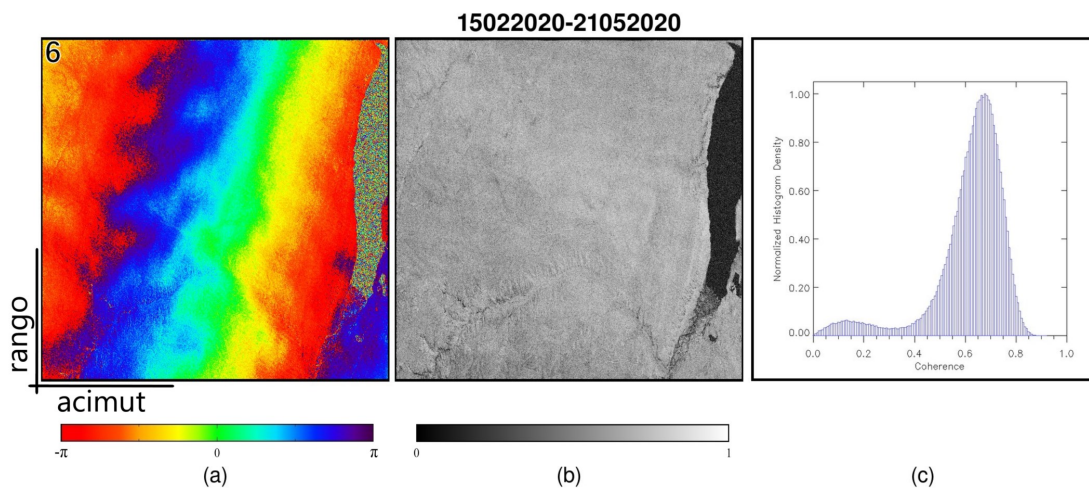 15022020-21052020
6
rango
acimut
-π 0 π
(a)
0 1
(b)
Normalized Histogram Density
1.00
0.80
0.60
0.40
0.20
0.00
0.0 0.2 0.4 0.6 0.8 1.0
Coherence
(c)